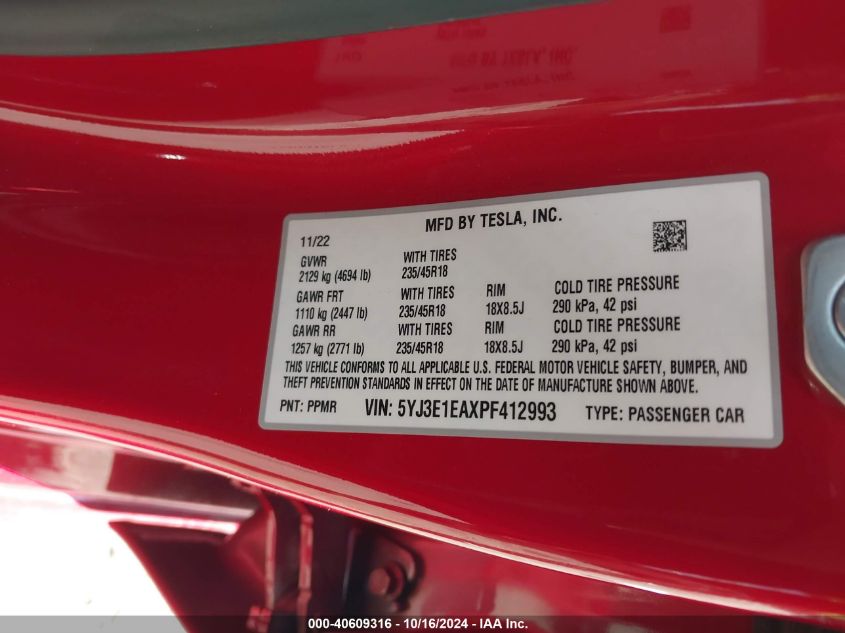 MFD BY TESLA, INC.
11/22
GVWR WITH TIRES
2129 kg (4694 lb) 235/45R18
GAWR FRT WITH TIRES RIM COLD TIRE PRESSURE
1110 kg (2447 lb) 235/45R18 18X8.5J 290 kPa, 42 psi
GAWR RR WITH TIRES RIM COLD TIRE PRESSURE
1257 kg (2771 lb) 235/45R18 18X8.5J 290 kPa, 42 psi
THIS VEHICLE CONFORMS TO ALL APPLICABLE U.S. FEDERAL MOTOR VEHICLE SAFETY, BUMPER, AND
THEFT PREVENTION STANDARDS IN EFFECT ON THE DATE OF MANUFACTURE SHOWN ABOVE.
PNT: PPMR VIN: 5YJ3E1EAXPF412993 TYPE: PASSENGER CAR
000-40609316 - 10/16/2024 - IAA Inc.